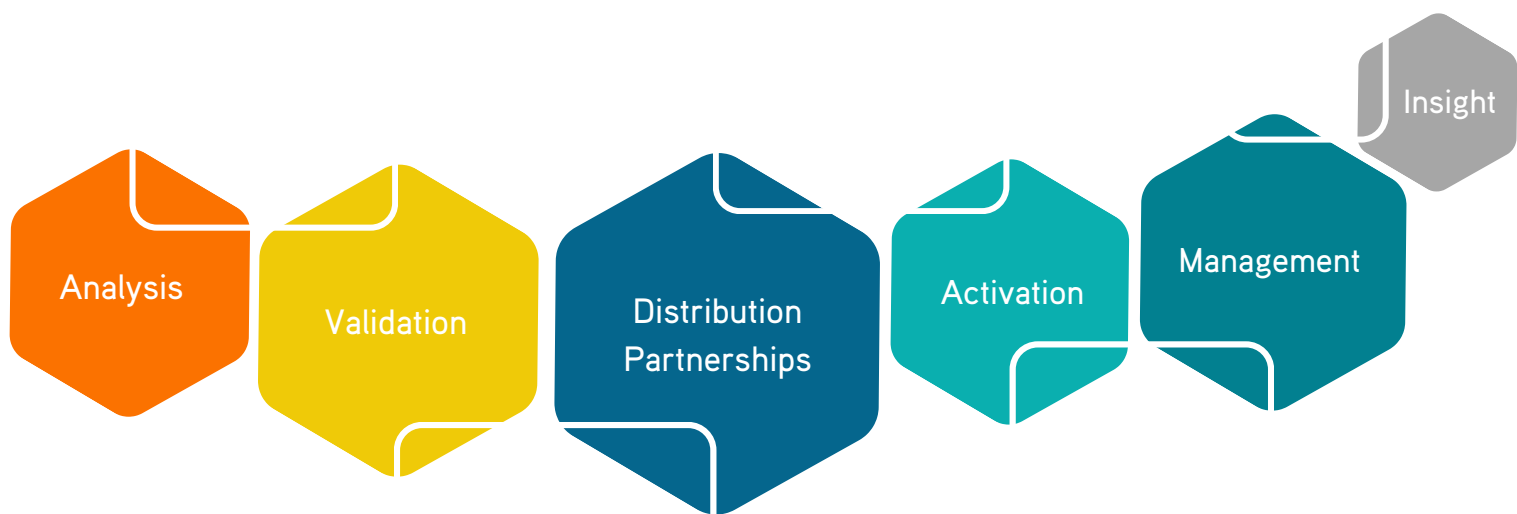 Analysis
Validation
Distribution
Partnerships
Activation
Management
Insight